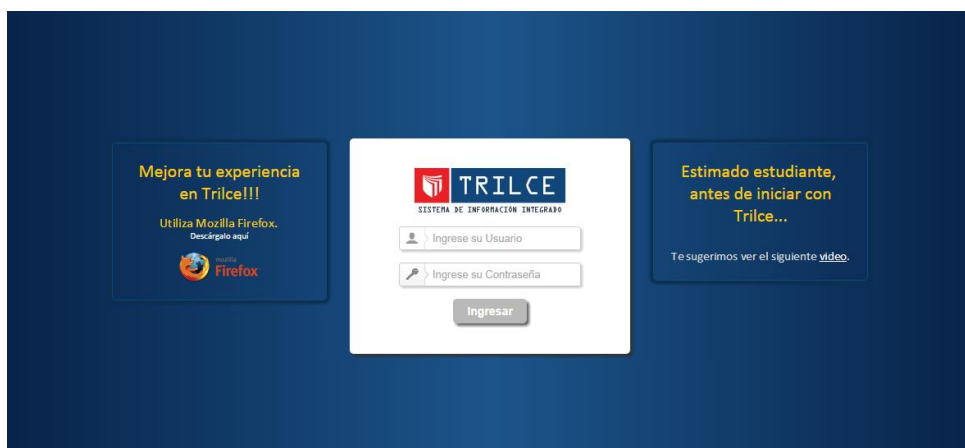 Mejora tu experiencia
en Trilce!!!
Utiliza Mozilla Firefox.
Descárgalo aquí
mozilla
Firefox
TRILCE
SISTEMA DE INFORMACION INTEGRADO
Ingrese su Usuario
Ingrese su Contraseña
Ingresar
Estimado estudiante,
antes de iniciar con
Trilce...
Te sugerimos ver el siguiente video.